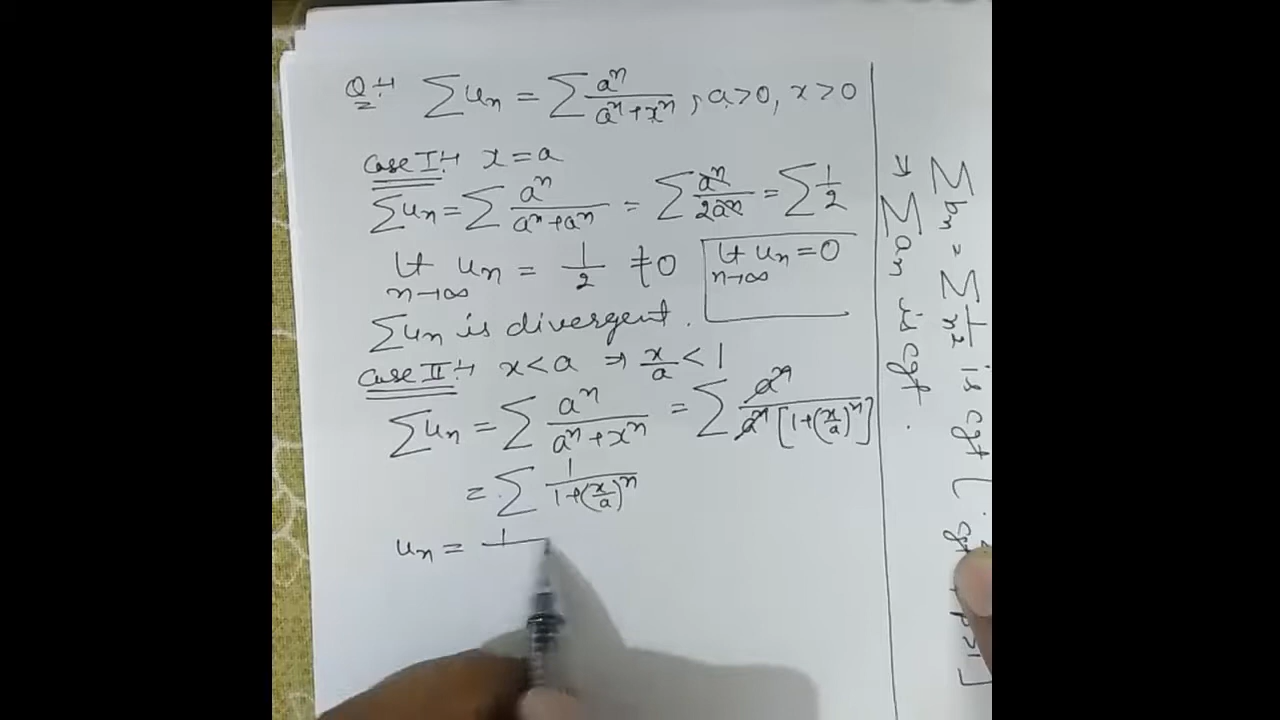 Q:→ ∑uₙ = ∑ aⁿ/(aⁿ+xⁿ) , a>0, x>0
Case I:→ x=a
∑uₙ = ∑ aⁿ/(aⁿ+aⁿ) = ∑ aⁿ/2aⁿ = ∑ 1/2
lt n→∞ uₙ = 1/2 ≠0
lt n→∞ uₙ = 0
∑uₙ is divergent.
Case II:→ x<a ⇒ x/a < 1
∑uₙ = ∑ aⁿ/(aⁿ+xⁿ) = ∑ aⁿ/aⁿ[1+(x/a)ⁿ]
= ∑ 1/1+(x/a)ⁿ
uₙ = 1/
∑bₙ = ∑ 1/n² is cgt
⇒ ∑aₙ is cgt.